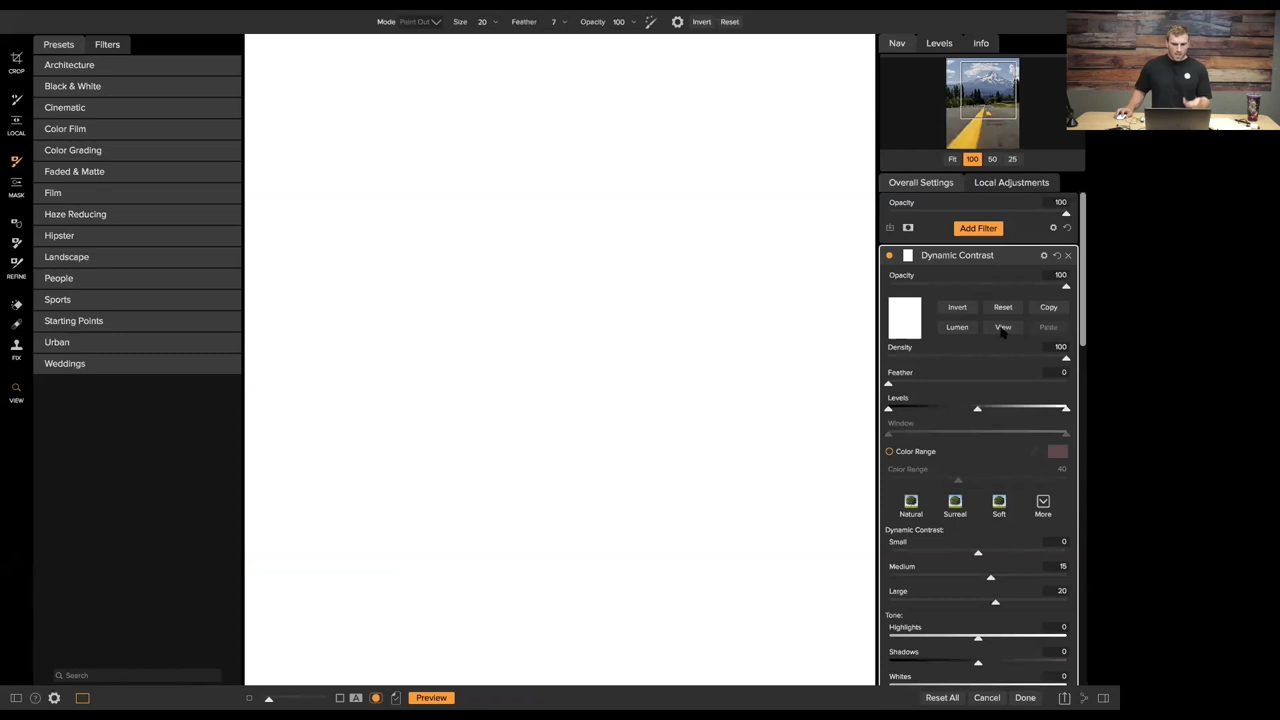 Mode Paint Out Size 20 Feather 7 Opacity 100 Invert Reset
Presets Filters
Architecture
Black & White
Cinematic
Color Film
Color Grading
Faded & Matte
Film
Haze Reducing
Hipster
Landscape
People
Sports
Starting Points
Urban
Weddings
Search
CROP
LOCAL
MASK
REFINE
FIX
VIEW
Nav Levels Info
Fit 100 50 25
Overall Settings Local Adjustments
Opacity 100
Add Filter
Dynamic Contrast
Opacity 100
Invert Reset Copy
Lumen View Paste
Density 100
Feather 0
Levels
Window
Color Range
Color Range 40
Natural Surreal Soft More
Dynamic Contrast:
Small 0
Medium 15
Large 20
Tone:
Highlights 0
Shadows 0
Whites
? A Preview Reset All Cancel Done